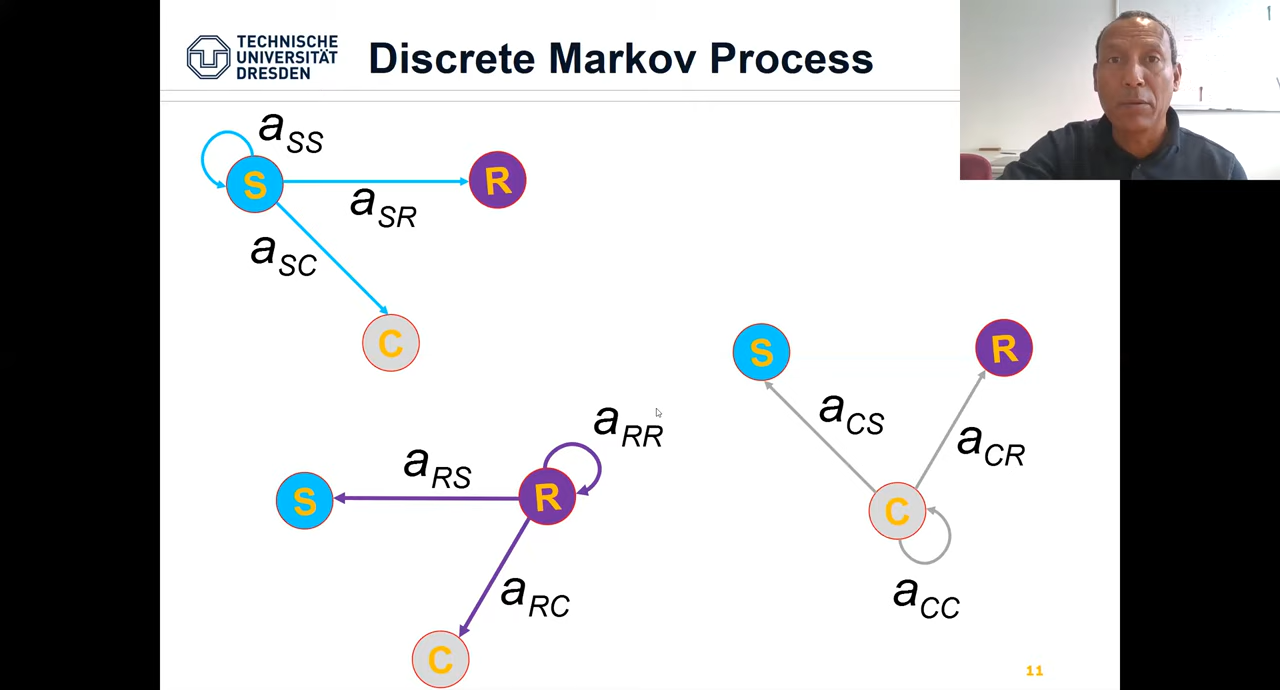 TECHNISCHE
UNIVERSITÄT
DRESDEN
Discrete Markov Process
aSS
S
R
aSR
aSC
C
S
R
aCS
aCR
C
aCC
aRR
aRS
S
R
aRC
C
11